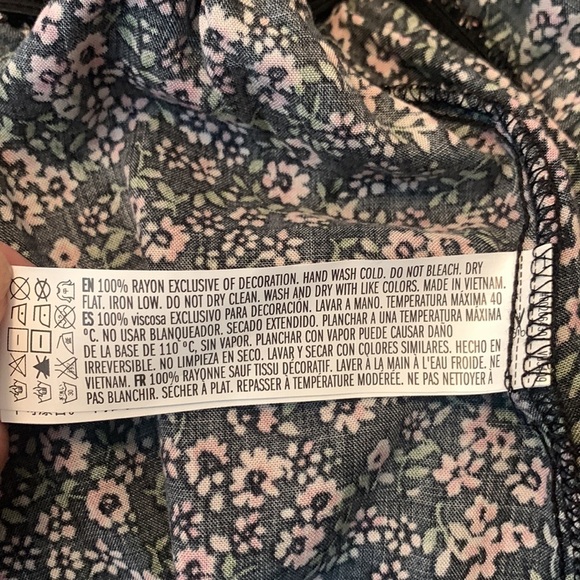 EN 100% RAYON EXCLUSIVE OF DECORATION. HAND WASH COLD. DO NOT BLEACH. DRY
FLAT. IRON LOW. DO NOT DRY CLEAN. WASH AND DRY WITH LIKE COLORS. MADE IN VIETNAM.
ES 100% viscosa EXCLUSIVO PARA DECORACIÓN. LAVAR A MANO. TEMPERATURA MÁXIMA 40
°C. NO USAR BLANQUEADOR. SECADO EXTENDIDO. PLANCHAR A UNA TEMPERATURA MÁXIMA
DE LA BASE DE 110 °C, SIN VAPOR. PLANCHAR CON VAPOR PUEDE CAUSAR DAÑO
IRREVERSIBLE. NO LIMPIEZA EN SECO. LAVAR Y SECAR CON COLORES SIMILARES. HECHO EN
VIETNAM. FR 100% RAYONNE SAUF TISSU DÉCORATIF. LAVER À LA MAIN À L'EAU FROIDE. NE
PAS BLANCHIR. SÉCHER À PLAT. REPASSER À TEMPÉRATURE MODÉRÉE. NE PAS NETTOYER À